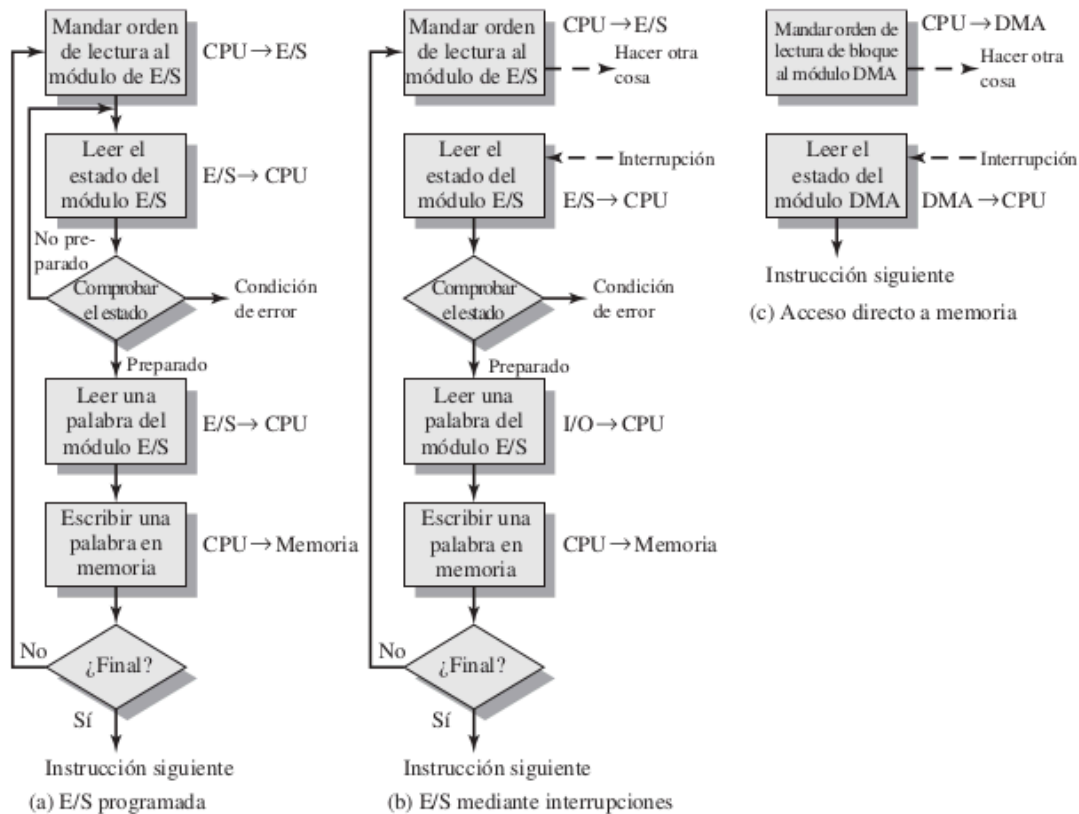 Mandar orden
de lectura al
módulo de E/S
CPU → E/S
Leer el
estado del
módulo E/S
E/S → CPU
No pre-
parado
Comprobar
el estado
Condición
de error
Preparado
Leer una
palabra del
módulo E/S
E/S → CPU
Escribir una
palabra en
memoria
CPU → Memoria
No
¿Final?
Sí
Instrucción siguiente
(a) E/S programada
Mandar orden
de lectura al
módulo de E/S
CPU → E/S
Hacer otra
cosa
Leer el
estado del
módulo E/S
Interrupción
E/S → CPU
Comprobar
el estado
Condición
de error
Preparado
Leer una
palabra del
módulo E/S
I/O → CPU
Escribir una
palabra en
memoria
CPU → Memoria
No
¿Final?
Sí
Instrucción siguiente
(b) E/S mediante interrupciones
Mandar orden de
lectura de bloque
al módulo DMA
CPU → DMA
Hacer otra
cosa
Leer el
estado del
módulo DMA
Interrupción
DMA → CPU
Instrucción siguiente
(c) Acceso directo a memoria